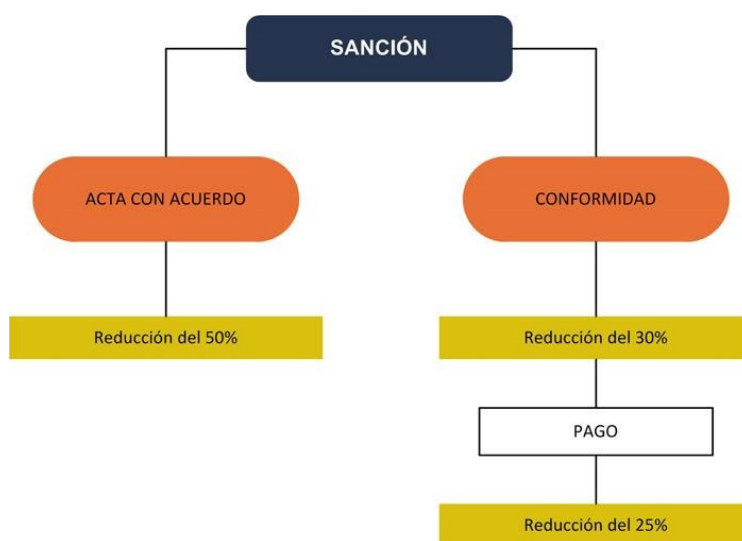 SANCIÓN
ACTA CON ACUERDO
CONFORMIDAD
Reducción del 50%
Reducción del 30%
PAGO
Reducción del 25%